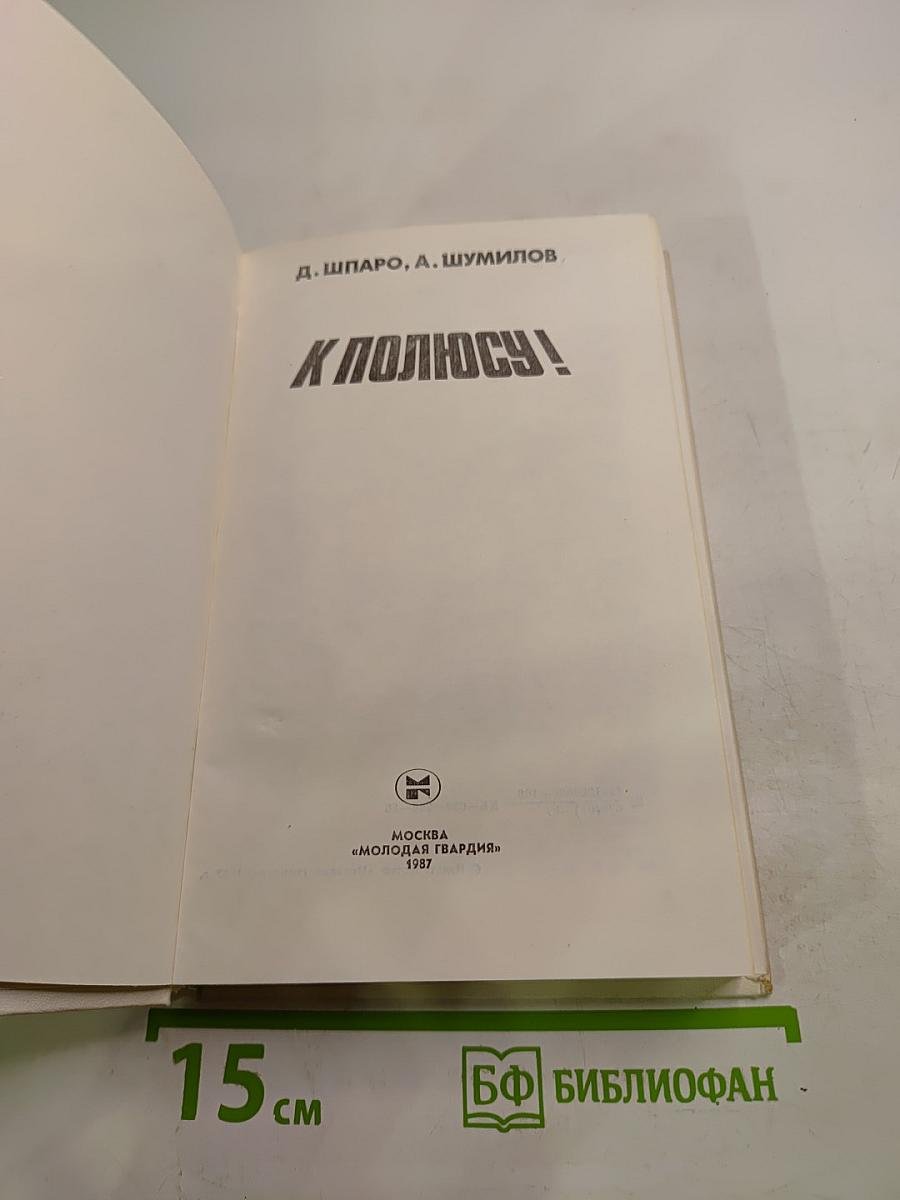 Д. ШПАРО, А. ШУМИЛОВ
К ПОЛЮСУ!
МОСКВА
«МОЛОДАЯ ГВАРДИЯ»
1987
15 см
БФ БИБЛИОФАН